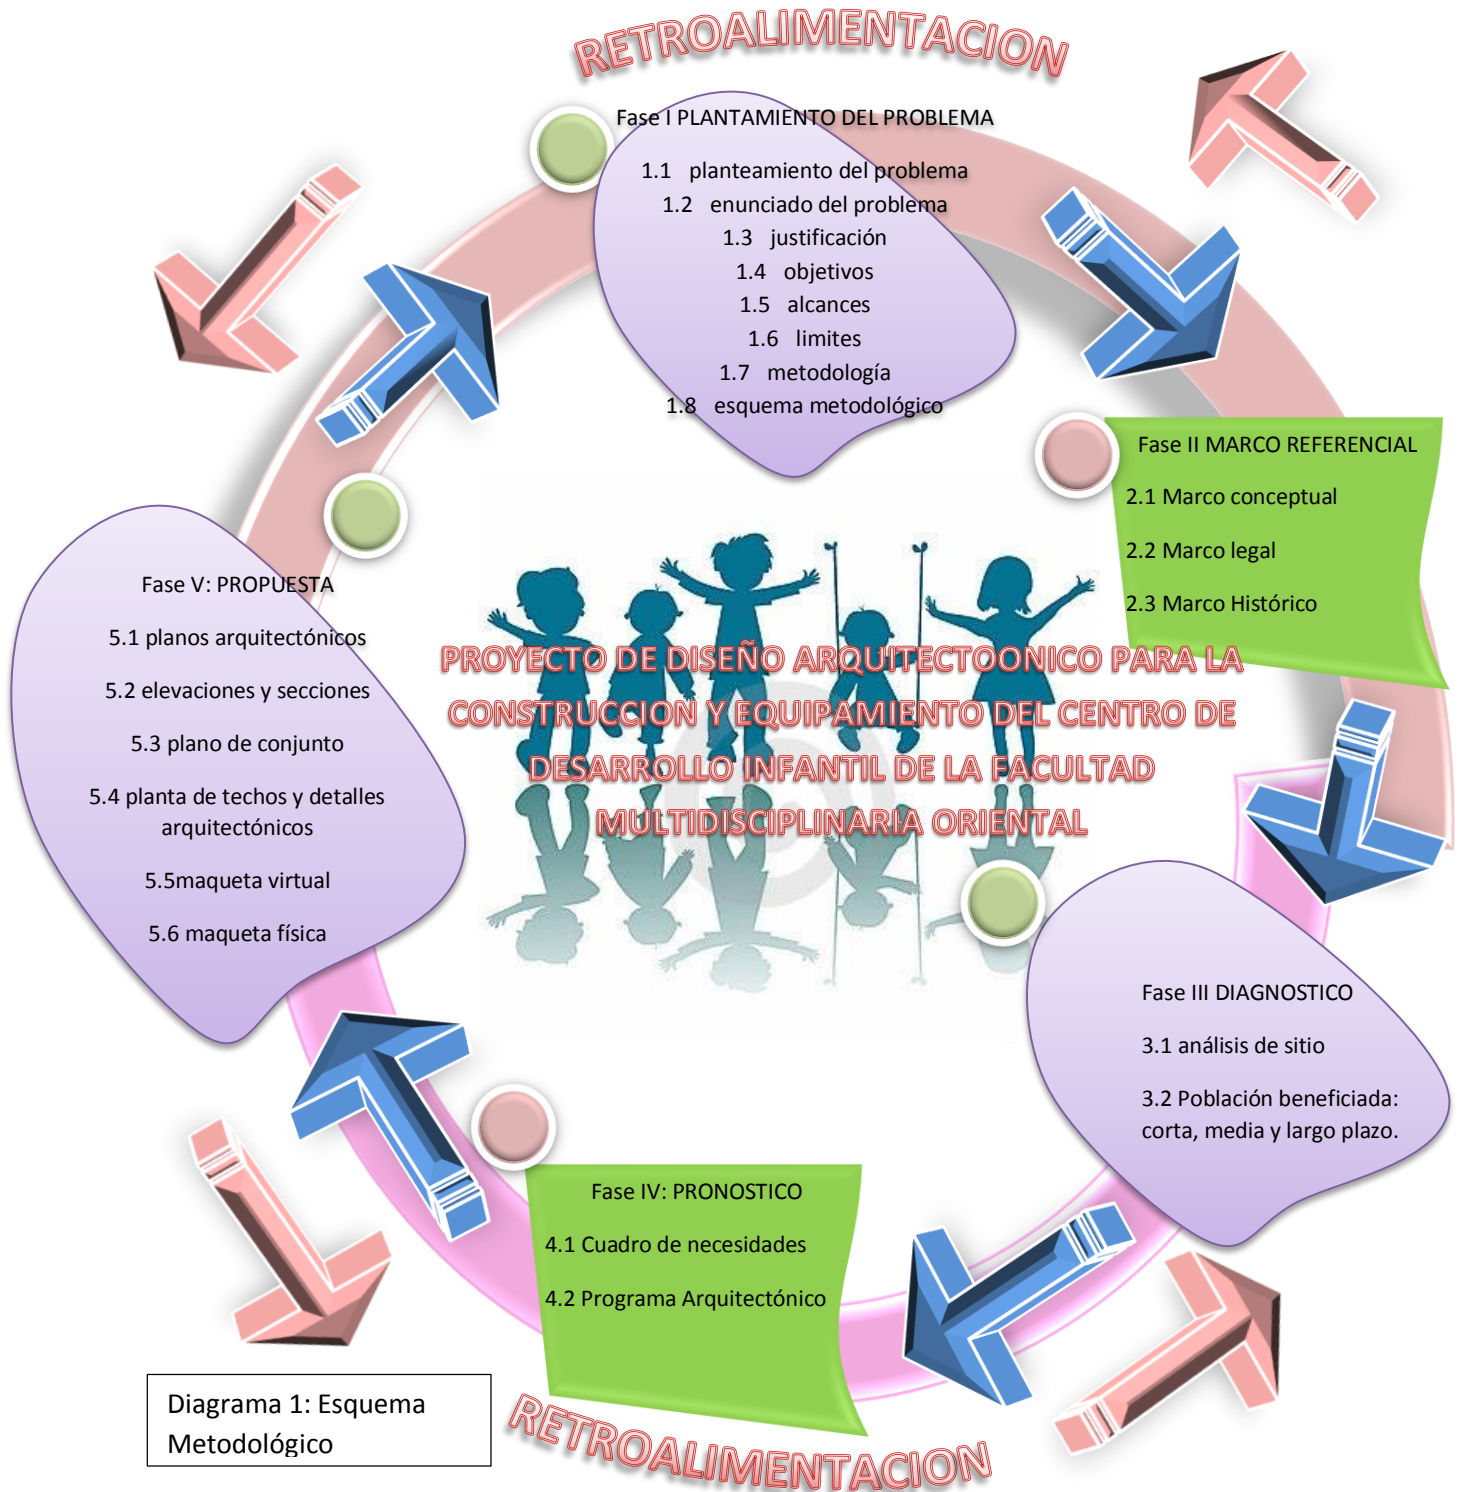 RETROALIMENTACION
Fase I PLANTAMIENTO DEL PROBLEMA
1.1 planteamiento del problema
1.2 enunciado del problema
1.3 justificación
1.4 objetivos
1.5 alcances
1.6 limites
1.7 metodología
1.8 esquema metodológico
Fase II MARCO REFERENCIAL
2.1 Marco conceptual
2.2 Marco legal
2.3 Marco Histórico
Fase V: PROPUESTA
5.1 planos arquitectónicos
5.2 elevaciones y secciones
5.3 plano de conjunto
5.4 planta de techos y detalles
arquitectónicos
5.5maqueta virtual
5.6 maqueta física
PROYECTO DE DISEÑO ARQUITECTOONICO PARA LA
CONSTRUCCION Y EQUIPAMIENTO DEL CENTRO DE
DESARROLLO INFANTIL DE LA FACULTAD
MULTIDISCIPLINARIA ORIENTAL
Fase III DIAGNOSTICO
3.1 análisis de sitio
3.2 Población beneficiada:
corta, media y largo plazo.
Fase IV: PRONOSTICO
4.1 Cuadro de necesidades
4.2 Programa Arquitectónico
Diagrama 1: Esquema
Metodológico
RETROALIMENTACION